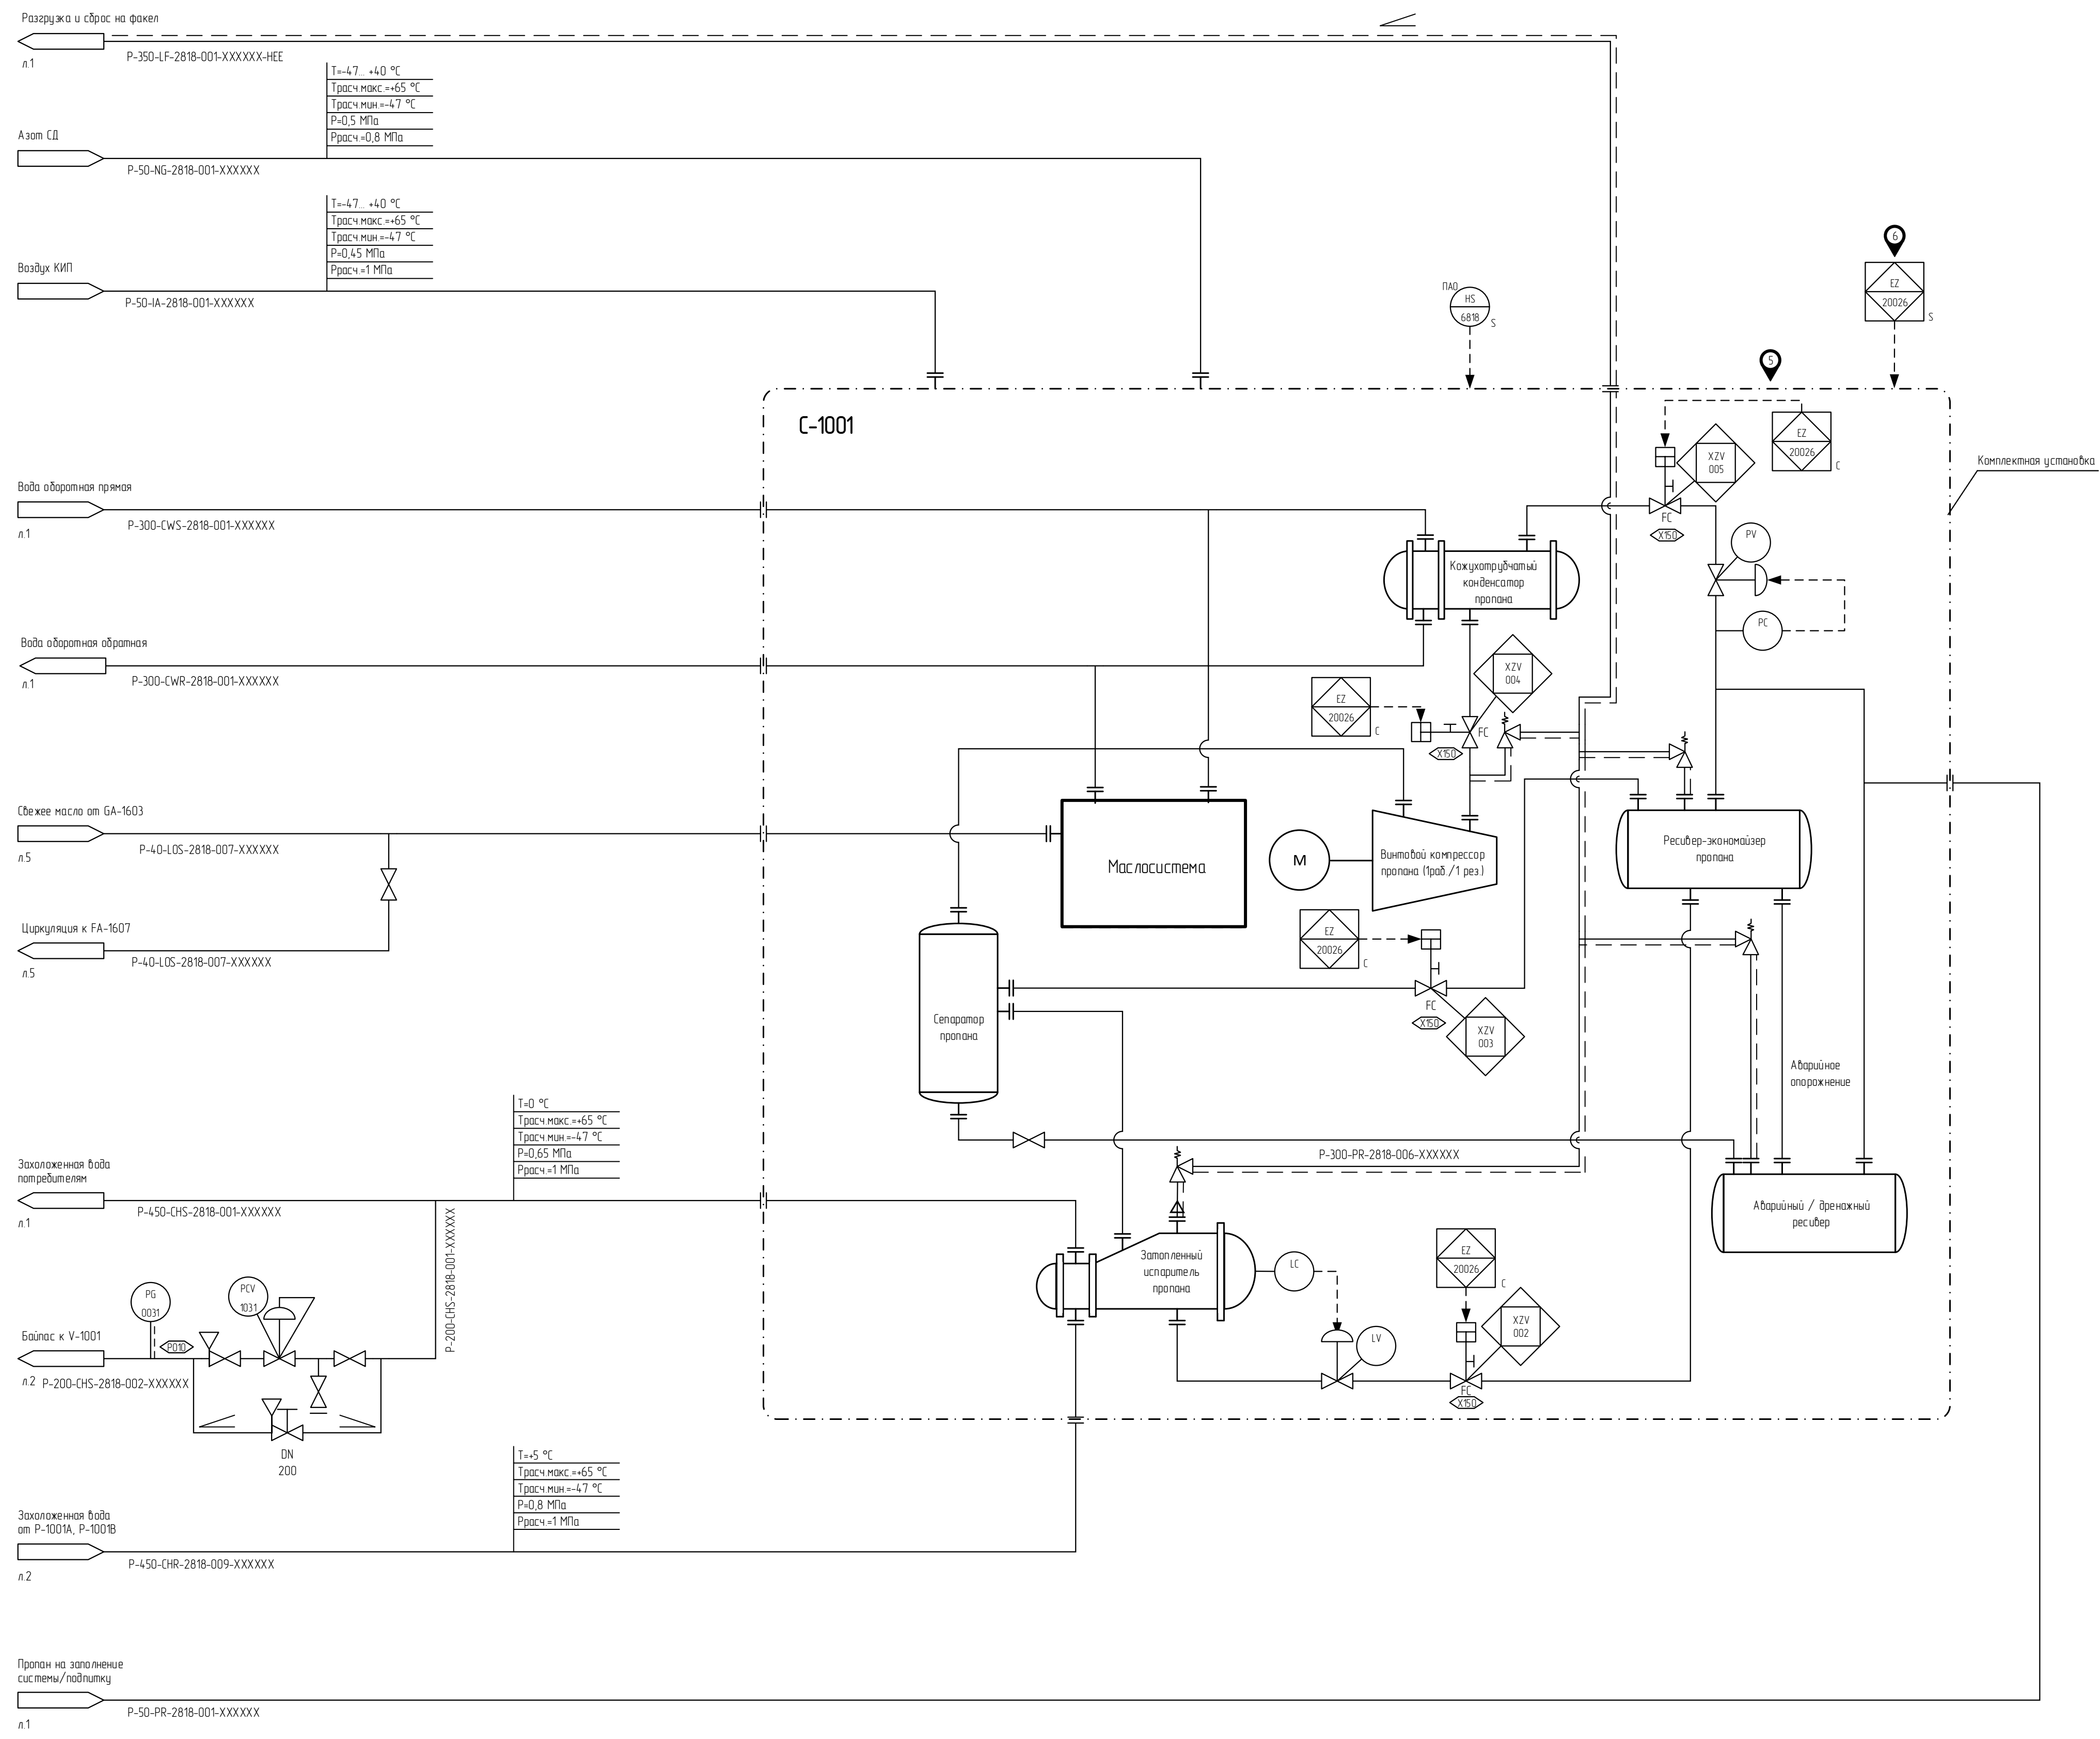 Разгрузка и сброс на факел
л.1
P-350-LF-2818-001-XXXXXX-HEE
T=-47... +40 °C
Tрасч.макс.=+65 °C
Tрасч.мин.=-47 °C
P=0,5 МПа
Pрасч.=0,8 МПа
Азот СД
P-50-NG-2818-001-XXXXXX
T=-47... +40 °C
Tрасч.макс.=+65 °C
Tрасч.мин.=-47 °C
P=0,45 МПа
Pрасч.=1 МПа
Воздух КИП
P-50-IA-2818-001-XXXXXX
ПАО
HS
6818
S
6
EZ
20026
S
5
C-1001
EZ
20026
C
XZV
005
FC
X150
Комплектная установка
Вода оборотная прямая
P-300-CWS-2818-001-XXXXXX
л.1
PV
Кожухотрубчатый
конденсатор
пропана
PC
Вода оборотная обратная
P-300-CWR-2818-001-XXXXXX
л.1
XZV
004
EZ
20026
C
FC
X150
Свежее масло от GA-1603
P-40-LOS-2818-007-XXXXXX
л.5
Маслосистема
M
Винтовой компрессор
пропана (1раб./1 рез.)
Ресивер-экономайзер
пропана
Циркуляция к FA-1607
P-40-LOS-2818-007-XXXXXX
л.5
EZ
20026
C
FC
X150
XZV
003
Сепаратор
пропана
Аварийное
опорожнение
T=0 °C
Tрасч.макс.=+65 °C
Tрасч.мин.=-47 °C
P=0,65 МПа
Pрасч.=1 МПа
P-300-PR-2818-006-XXXXXX
Захоложенная вода
потребителям
P-450-CHS-2818-001-XXXXXX
л.1
P-200-CHS-2818-001-XXXXXX
Аварийный / дренажный
ресивер
Затопленный
испаритель
пропана
LC
EZ
20026
C
LV
XZV
002
FC
X150
PG
0031
PCV
1031
P010
Байпас к V-1001
л.2
P-200-CHS-2818-002-XXXXXX
DN
200
T=+5 °C
Tрасч.макс.=+65 °C
Tрасч.мин.=-47 °C
P=0,8 МПа
Pрасч.=1 МПа
Захоложенная вода
от P-1001A, P-1001B
P-450-CHR-2818-009-XXXXXX
л.2
Пропан на заполнение
системы/подпитку
P-50-PR-2818-001-XXXXXX
л.1